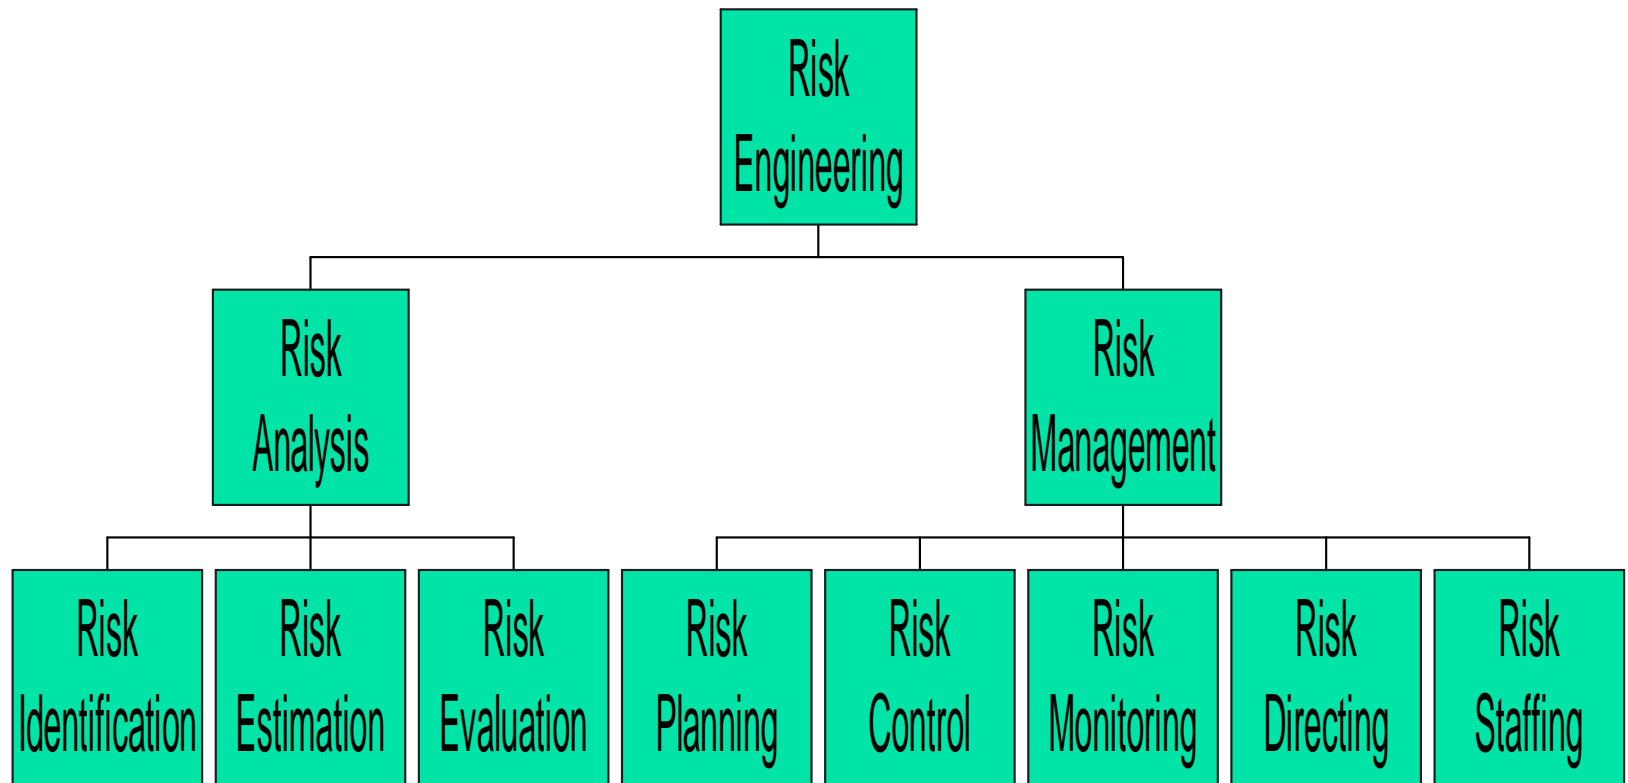 Risk
Engineering
Risk
Analysis
Risk
Management
Risk
Identification
Risk
Estimation
Risk
Evaluation
Risk
Planning
Risk
Control
Risk
Monitoring
Risk
Directing
Risk
Staffing